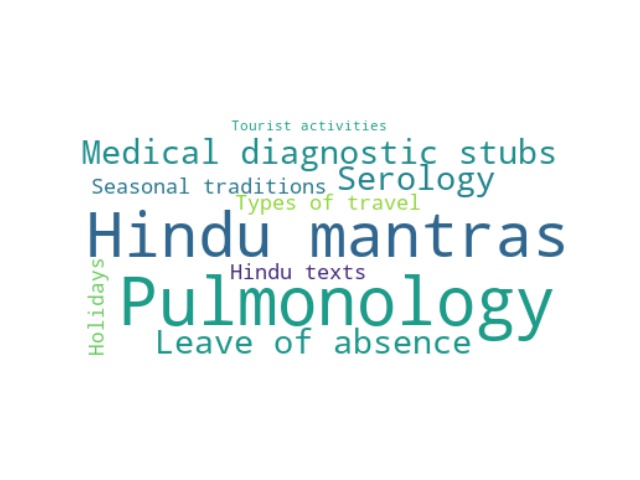 Tourist activities
Medical diagnostic stubs
Seasonal traditions
Serology
Types of travel
Hindu mantras
Hindu texts
Holidays
Pulmonology
Leave of absence